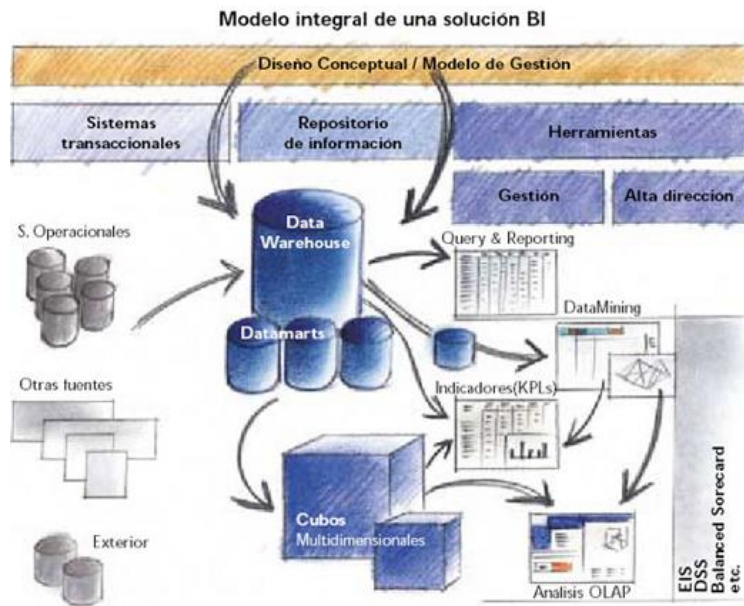 Modelo integral de una solución BI
Diseño Conceptual / Modelo de Gestión
Sistemas
transaccionales
Repositorio
de información
Herramientas
Gestión
Alta direccion
S. Operacionales
Data
Warehouse
Query & Reporting
DataMining
Datamarts
Otras fuentes
Indicadores(KPLs)
Cubos
Multidimensionales
Exterior
Analisis OLAP
EIS
DSS
Balanced Sorecard
etc.